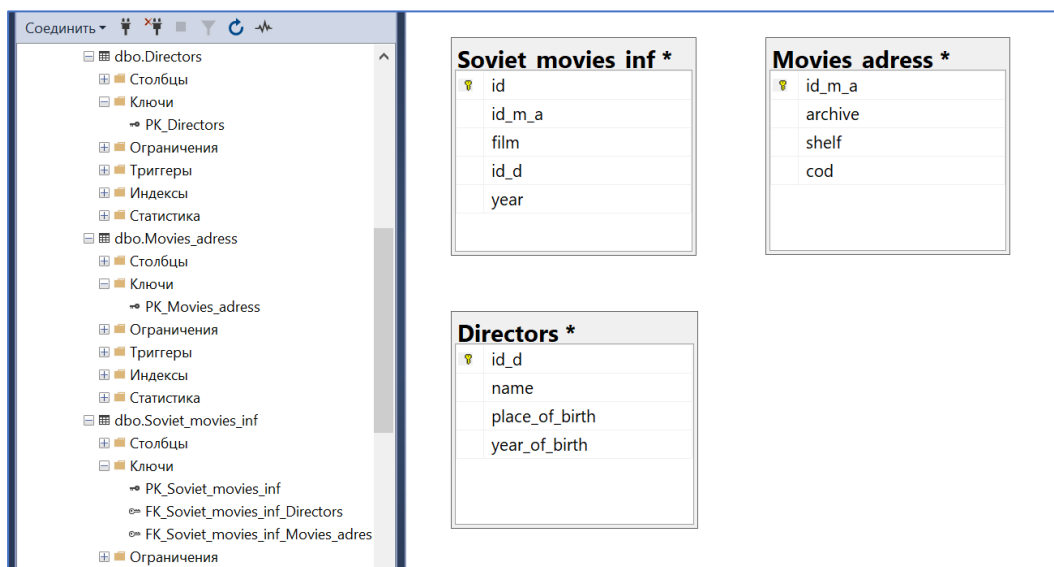 Соединить
dbo.Directors
Столбцы
Ключи
PK_Directors
Ограничения
Триггеры
Индексы
Статистика
dbo.Movies_adress
Столбцы
Ключи
PK_Movies_adress
Ограничения
Триггеры
Индексы
Статистика
dbo.Soviet_movies_inf
Столбцы
Ключи
PK_Soviet_movies_inf
FK_Soviet_movies_inf_Directors
FK_Soviet_movies_inf_Movies_adres
Ограничения
Soviet_movies_inf *
id
id_m_a
film
id_d
year
Movies_adress *
id_m_a
archive
shelf
cod
Directors *
id_d
name
place_of_birth
year_of_birth